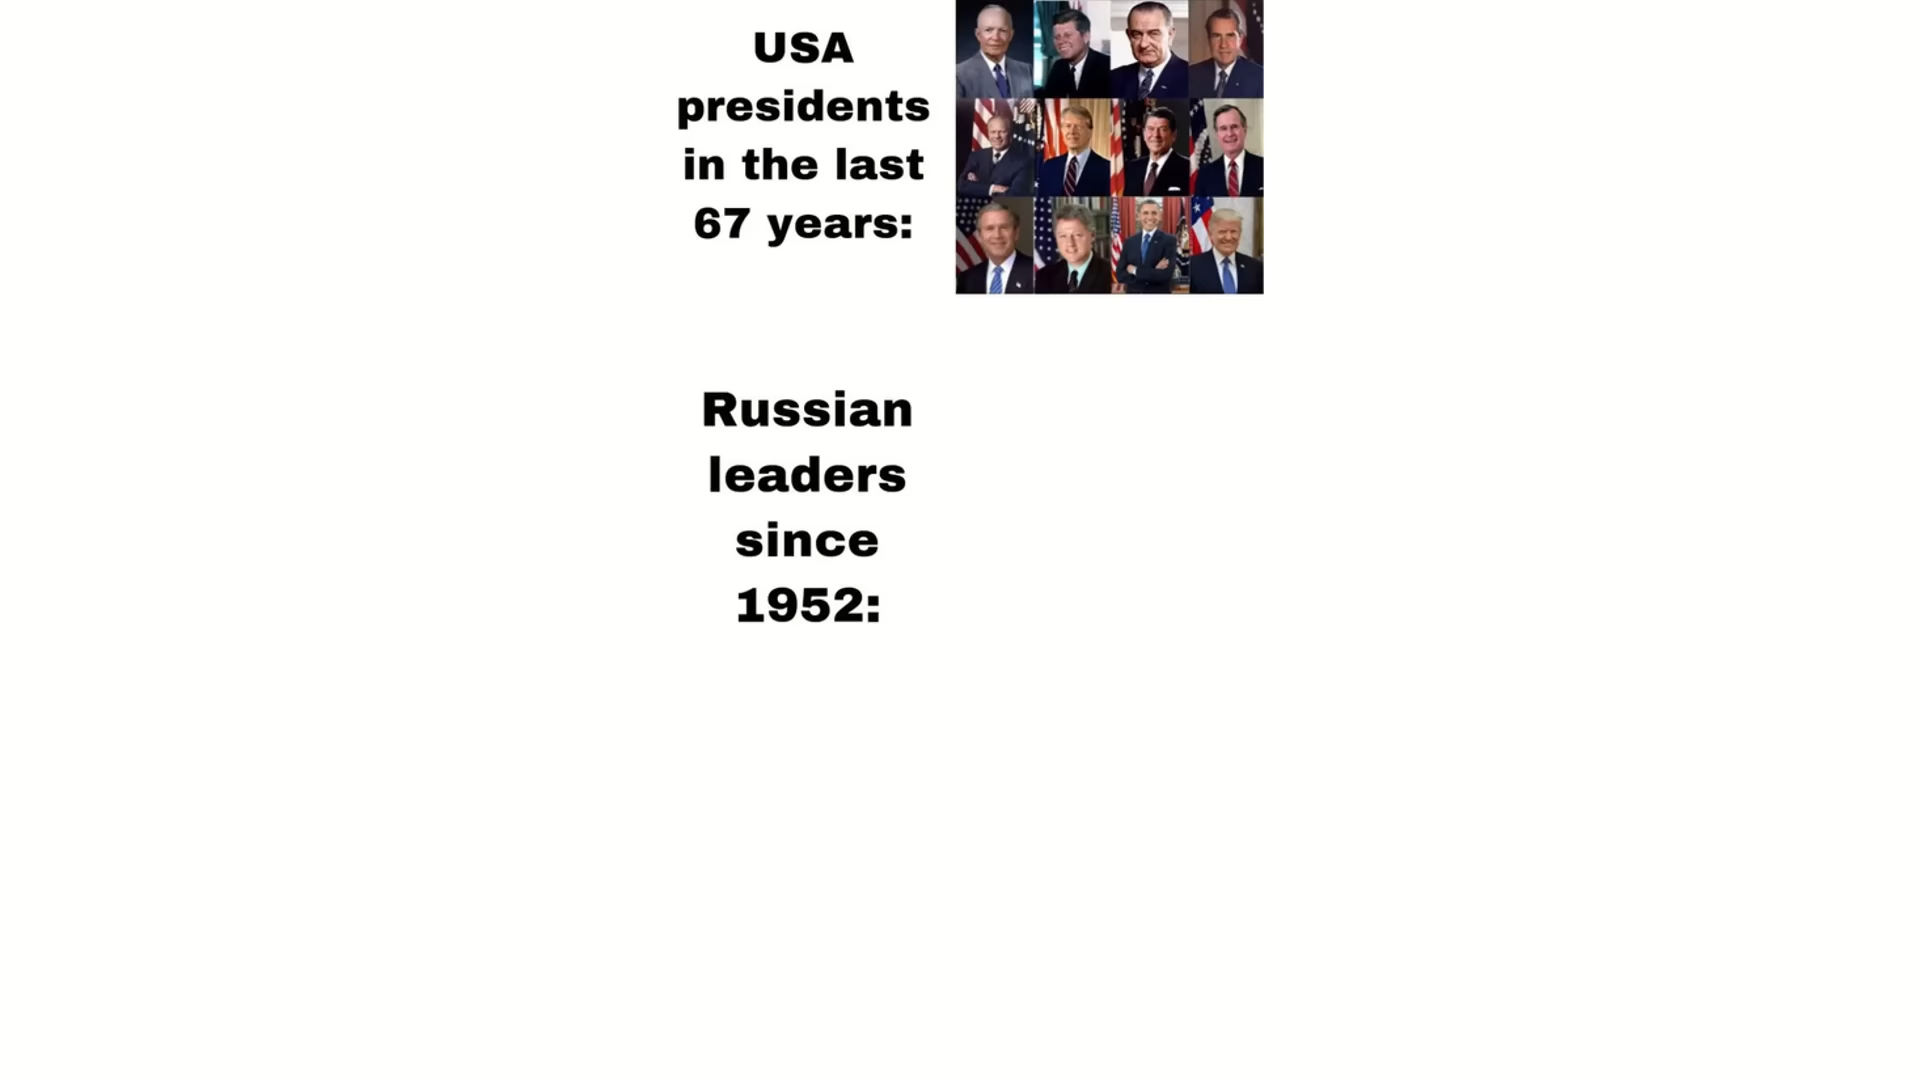 USA
presidents
in the last
67 years:
Russian
leaders
since
1952: